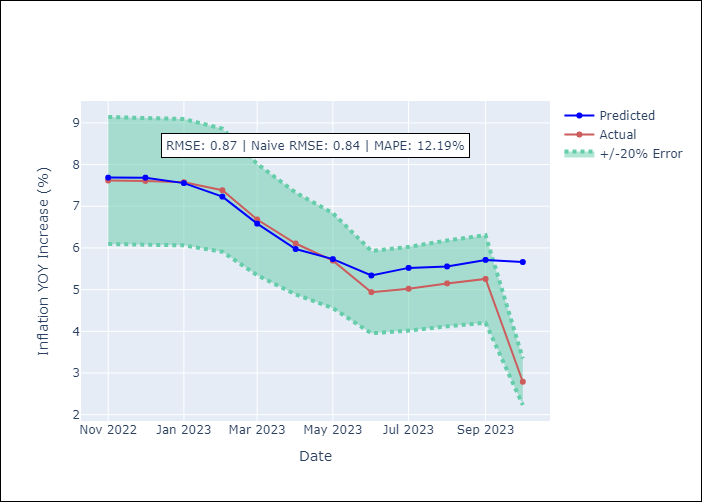 RMSE: 0.87 | Naive RMSE: 0.84 | MAPE: 12.19%
Predicted
Actual
+/-20% Error
Inflation YOY Increase (%)
9
8
7
6
5
4
3
2
Nov 2022
Jan 2023
Mar 2023
May 2023
Jul 2023
Sep 2023
Date